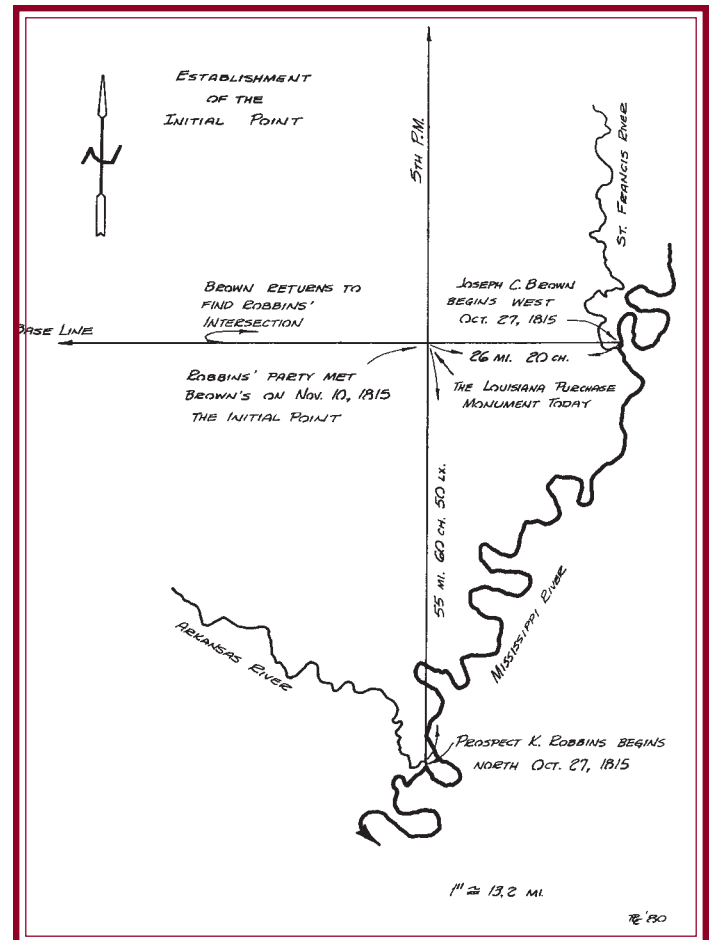 ESTABLISHMENT
OF THE
INITIAL POINT
5TH P.M.
ST. FRANCIS RIVER
BROWN RETURNS TO
FIND ROBBINS'
INTERSECTION
JOSEPH C. BROWN
BEGINS WEST
OCT. 27, 1815
BASE LINE
26 MI. 20 CH.
ROBBINS' PARTY MET
BROWN'S ON NOV. 10, 1815
THE INITIAL POINT
THE LOUISIANA PURCHASE
MONUMENT TODAY
55 MI. 60 CH. 50 LK.
MISSISSIPPI RIVER
ARKANSAS RIVER
PROSPECT K. ROBBINS BEGINS
NORTH OCT. 27, 1815
1" ≅ 13.2 MI.
'80